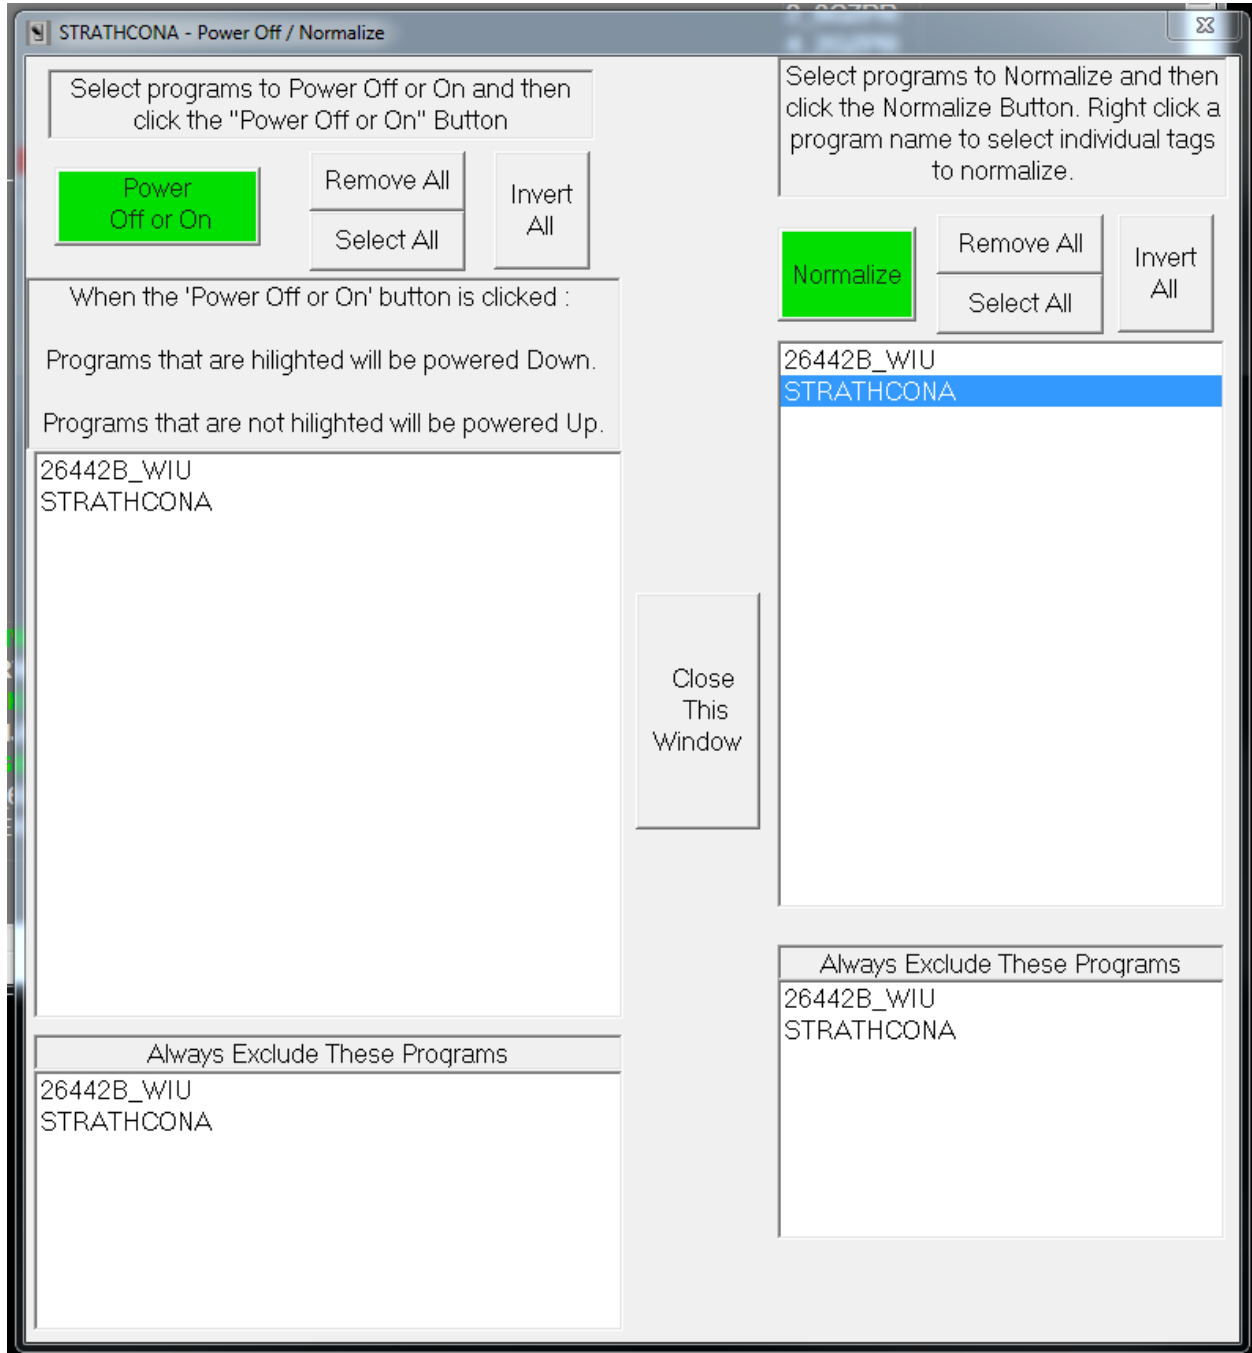 STRATHCONA - Power Off / Normalize
Select programs to Power Off or On and then
click the "Power Off or On" Button
Power
Off or On
Remove All
Select All
Invert
All
When the 'Power Off or On' button is clicked :
Programs that are hilighted will be powered Down.
Programs that are not hilighted will be powered Up.
26442B_WIU
STRATHCONA
Always Exclude These Programs
26442B_WIU
STRATHCONA
Close
This
Window
Select programs to Normalize and then
click the Normalize Button. Right click a
program name to select individual tags
to normalize.
Normalize
Remove All
Select All
Invert
All
26442B_WIU
STRATHCONA
Always Exclude These Programs
26442B_WIU
STRATHCONA